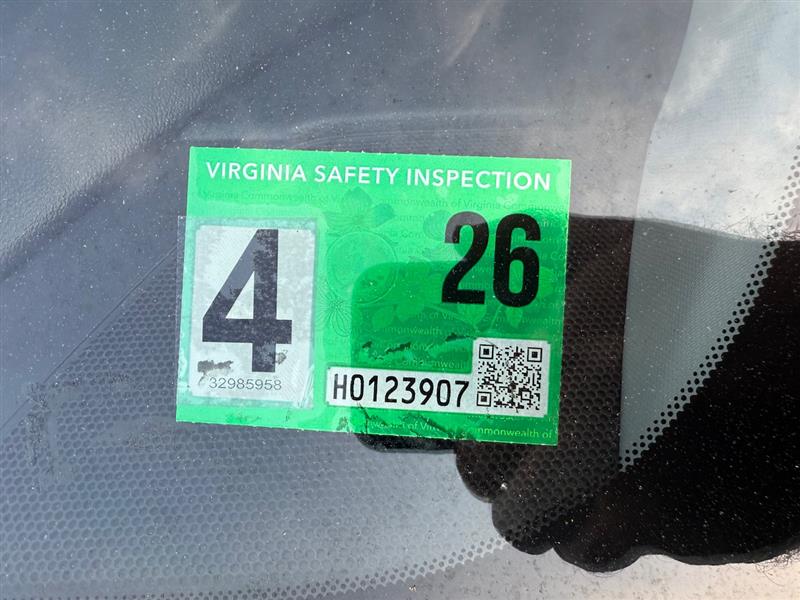 VIRGINIA SAFETY INSPECTION
4
26
32985958
H0123907